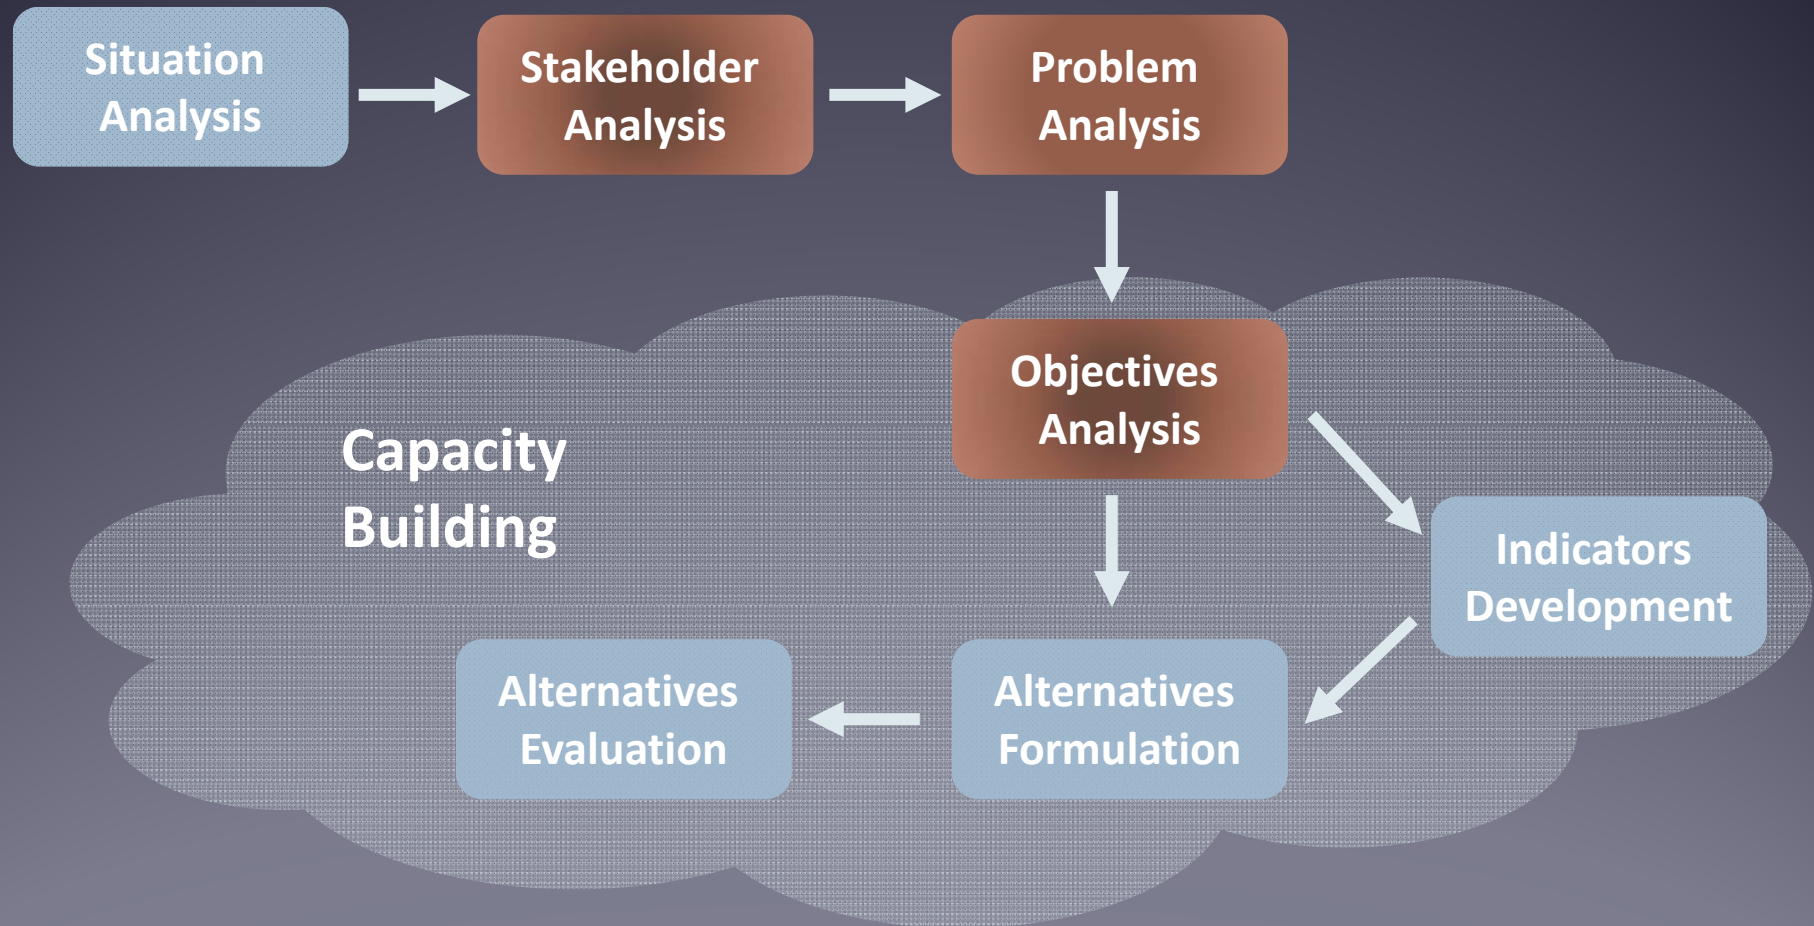 Situation
Analysis
Stakeholder
Analysis
Problem
Analysis
Objectives
Analysis
Capacity
Building
Indicators
Development
Alternatives
Evaluation
Alternatives
Formulation